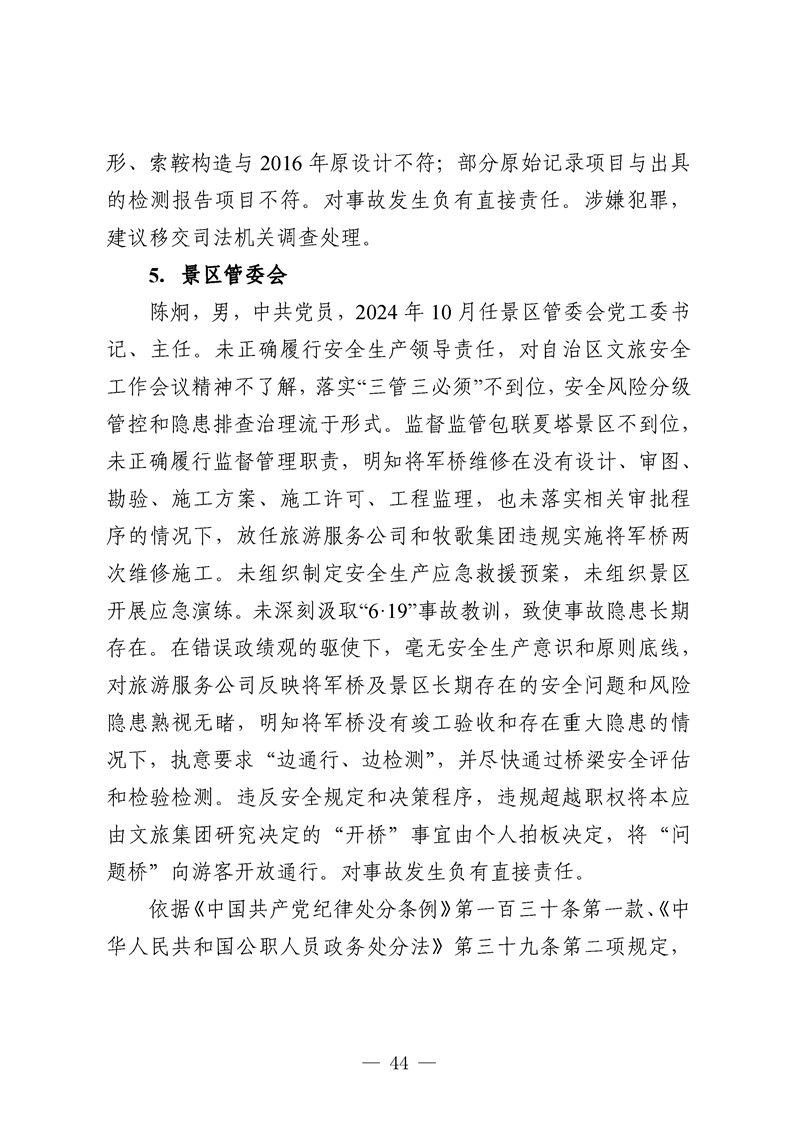 形、索鞍构造与 2016 年原设计不符；部分原始记录项目与出具
的检测报告项目不符。对事故发生负有直接责任。涉嫌犯罪，
建议移交司法机关调查处理。
5. 景区管委会
陈炯，男，中共党员，2024 年 10 月任景区管委会党工委书
记、主任。未正确履行安全生产领导责任，对自治区文旅安全
工作会议精神不了解，落实“三管三必须”不到位，安全风险分级
管控和隐患排查治理流于形式。监督监管包联夏塔景区不到位，
未正确履行监督管理职责，明知将军桥维修在没有设计、审图、
勘验、施工方案、施工许可、工程监理，也未落实相关审批程
序的情况下，放任旅游服务公司和牧歌集团违规实施将军桥两
次维修施工。未组织制定安全生产应急救援预案，未组织景区
开展应急演练。未深刻汲取“6·19”事故教训，致使事故隐患长期
存在。在错误政绩观的驱使下，毫无安全生产意识和原则底线，
对旅游服务公司反映将军桥及景区长期存在的安全问题和风险
隐患熟视无睹，明知将军桥没有竣工验收和存在重大隐患的情
况下，执意要求“边通行、边检测”，并尽快通过桥梁安全评估
和检验检测。违反安全规定和决策程序，违规超越职权将本应
由文旅集团研究决定的“开桥”事宜由个人拍板决定，将“问
题桥”向游客开放通行。对事故发生负有直接责任。
依据《中国共产党纪律处分条例》第一百三十条第一款、《中
华人民共和国公职人员政务处分法》第三十九条第二项规定，
— 44 —